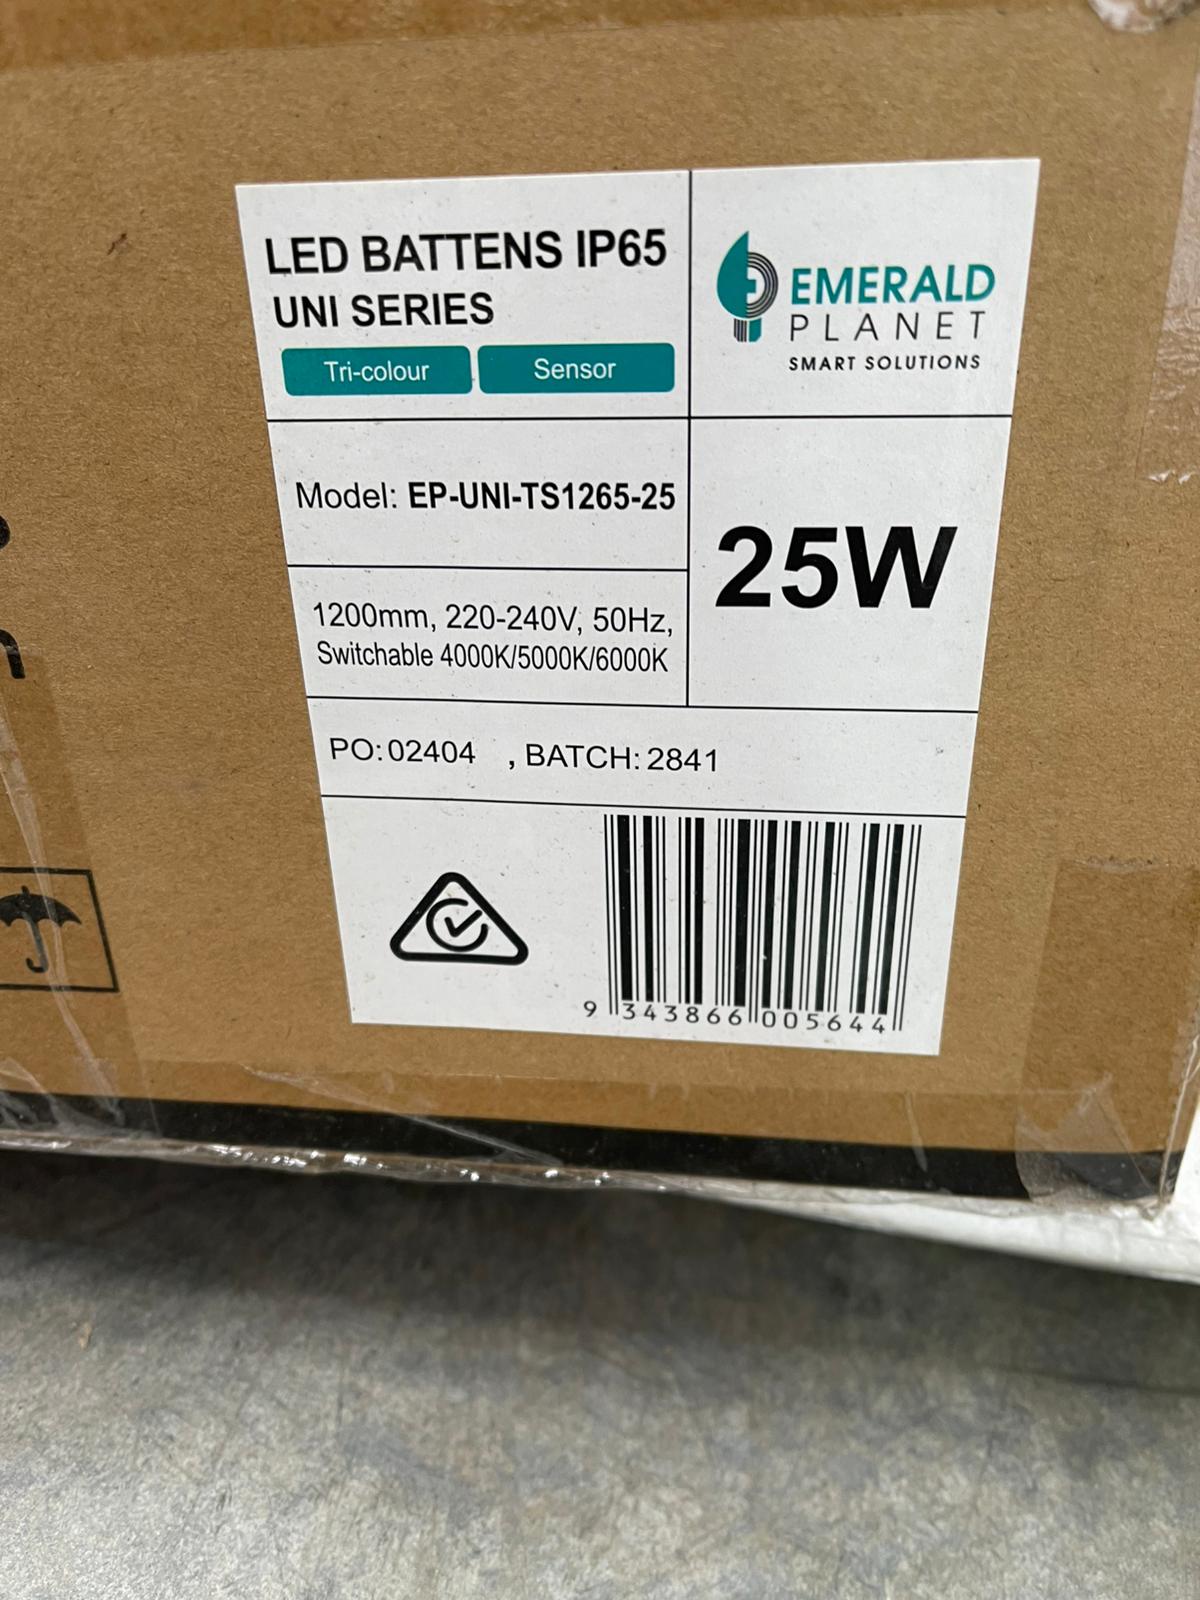 LED BATTENS IP65
UNI SERIES
Tri-colour
Sensor
EMERALD
PLANET
SMART SOLUTIONS
Model: EP-UNI-TS1265-25
25W
1200mm, 220-240V, 50Hz,
Switchable 4000K/5000K/6000K
PO:02404 , BATCH: 2841
9 343866 005644